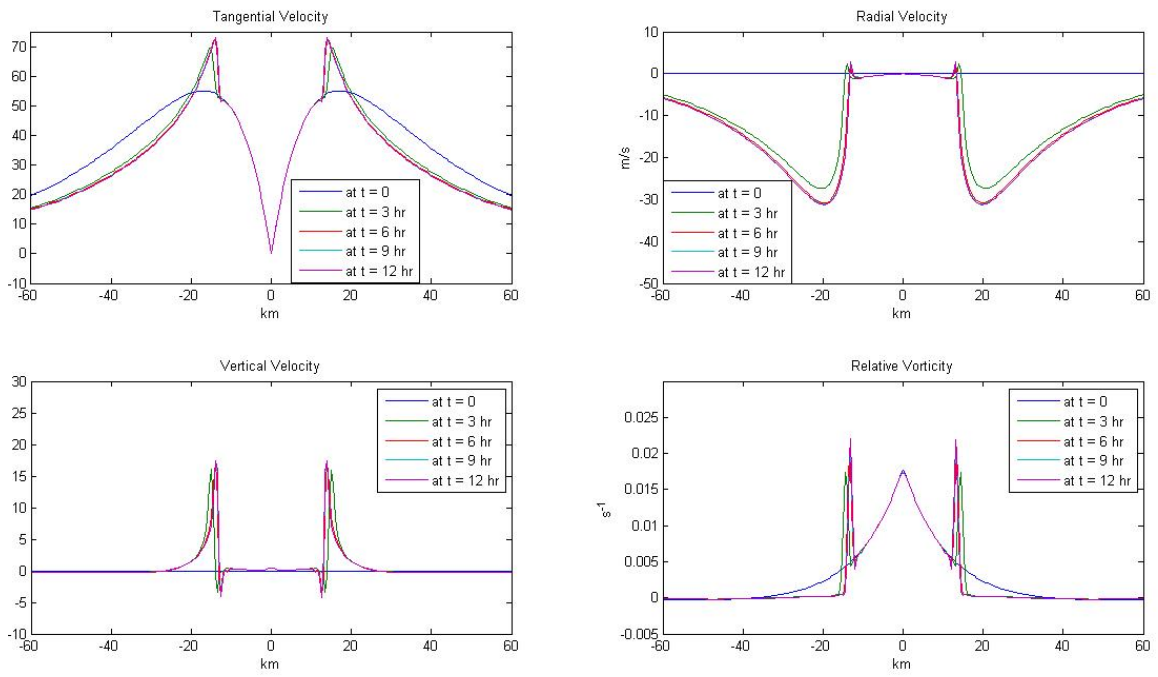 Tangential Velocity
70
60
50
40
30
20
10
0
-10
-60
-40
-20
0
20
40
60
km
at t = 0
at t = 3 hr
at t = 6 hr
at t = 9 hr
at t = 12 hr
Radial Velocity
m/s
10
0
-10
-20
-30
-40
-50
-60
-40
-20
0
20
40
60
km
at t = 0
at t = 3 hr
at t = 6 hr
at t = 9 hr
at t = 12 hr
Vertical Velocity
30
25
20
15
10
5
0
-5
-10
-60
-40
-20
0
20
40
60
km
at t = 0
at t = 3 hr
at t = 6 hr
at t = 9 hr
at t = 12 hr
Relative Vorticity
s-1
0.025
0.02
0.015
0.01
0.005
0
-0.005
-60
-40
-20
0
20
40
60
km
at t = 0
at t = 3 hr
at t = 6 hr
at t = 9 hr
at t = 12 hr